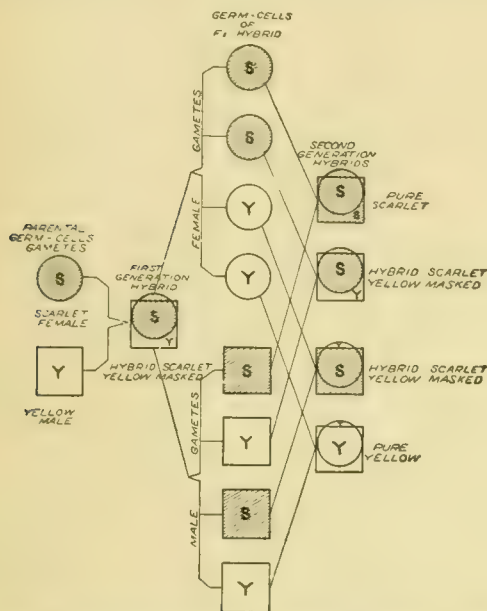 GERM-CELLS
OF
F₁ HYBRID
S
S
Y
Y
FEMALE GAMETES
PARENTAL
GERM-CELLS
GAMETES
S
SCARLET
FEMALE
Y
YELLOW
MALE
FIRST
GENERATION
HYBRID
S
Y
HYBRID SCARLET
YELLOW MASKED
S
Y
S
Y
MALE GAMETES
SECOND
GENERATION
HYBRIDS
S
S
PURE
SCARLET
S
Y
HYBRID SCARLET
YELLOW MASKED
S
HYBRID SCARLET
YELLOW MASKED
Y
PURE
YELLOW